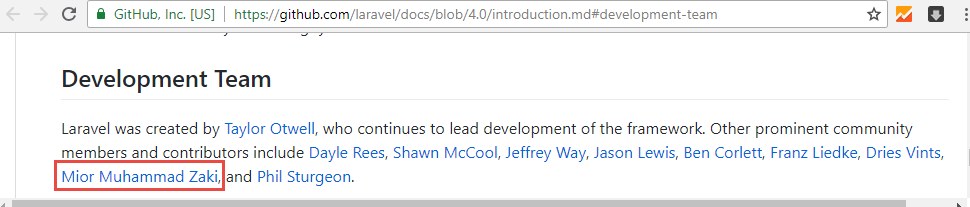 GitHub, Inc. [US] https://github.com/laravel/docs/blob/4.0/introduction.md#development-team
Development Team
Laravel was created by Taylor Otwell, who continues to lead development of the framework. Other prominent community
members and contributors include Dayle Rees, Shawn McCool, Jeffrey Way, Jason Lewis, Ben Corlett, Franz Liedke, Dries Vints,
Mior Muhammad Zaki, and Phil Sturgeon.